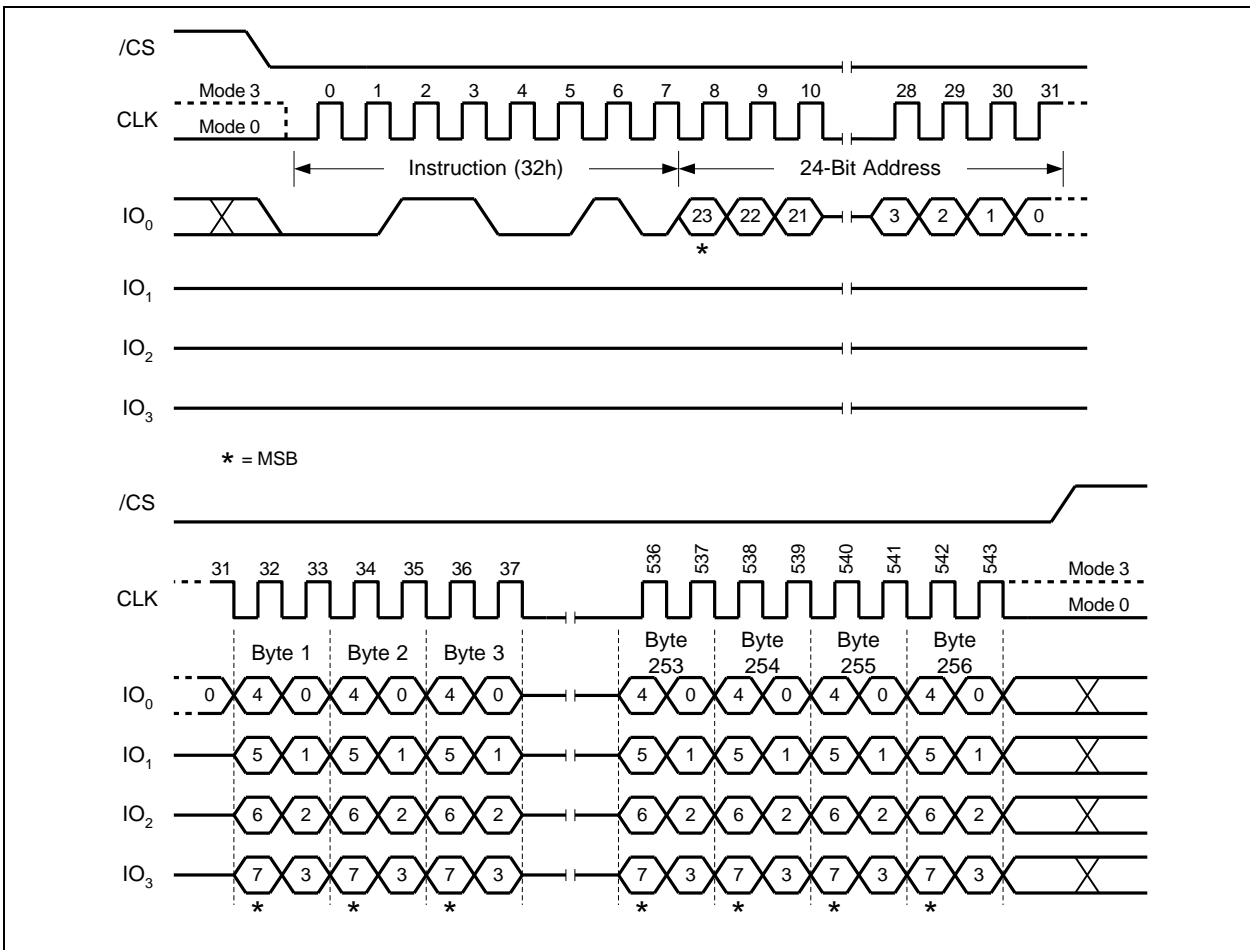 /CS
Mode 3 0 1 2 3 4 5 6 7 8 9 10 28 29 30 31
CLK
Mode 0
Instruction (32h) 24-Bit Address
IO0 23 22 21 3 2 1 0
*
IO1
IO2
IO3
* = MSB
/CS
31 32 33 34 35 36 37 536 537 538 539 540 541 542 543 Mode 3
CLK
Mode 0
Byte 1 Byte 2 Byte 3 Byte 253 Byte 254 Byte 255 Byte 256
IO0 0 4 0 4 0 4 0 4 0 4 0 4 0 4 0
IO1 5 1 5 1 5 1 5 1 5 1 5 1 5 1
IO2 6 2 6 2 6 2 6 2 6 2 6 2 6 2
IO3 7 3 7 3 7 3 7 3 7 3 7 3 7 3
* * * * * * *